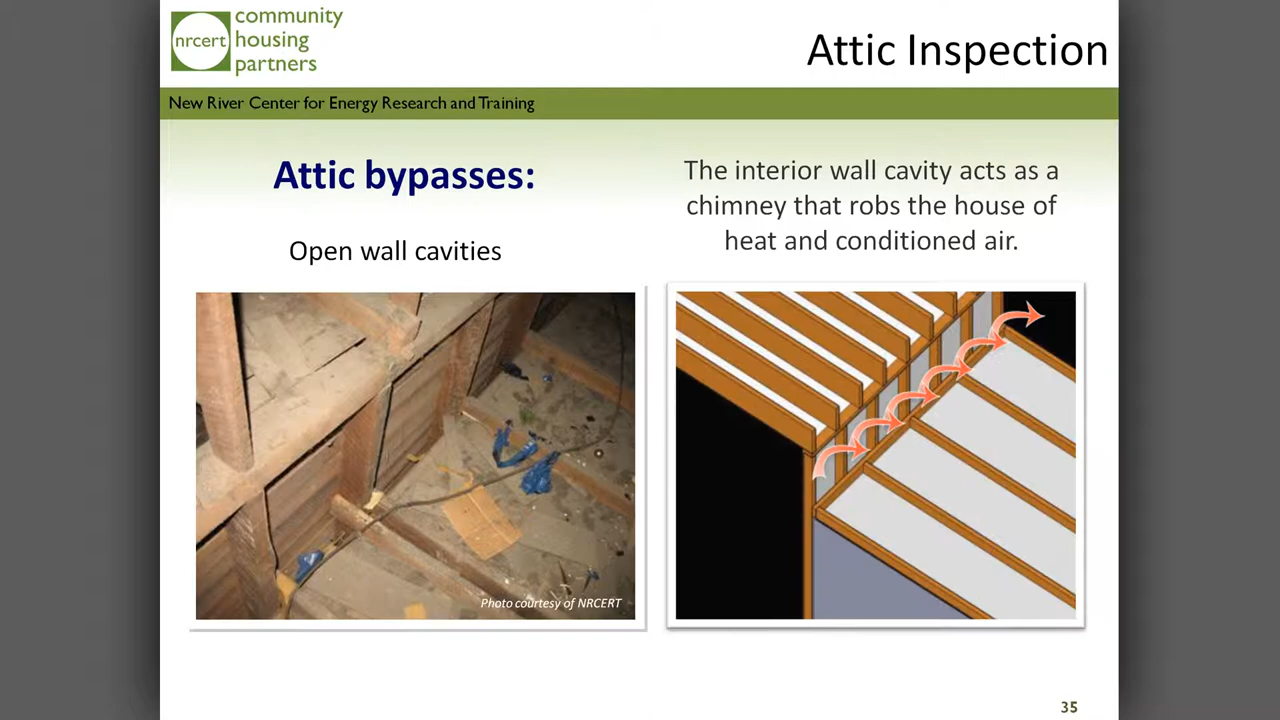 nrcert
community
housing
partners
Attic Inspection
New River Center for Energy Research and Training
Attic bypasses:
Open wall cavities
The interior wall cavity acts as a
chimney that robs the house of
heat and conditioned air.
Photo courtesy of NRCERT
35